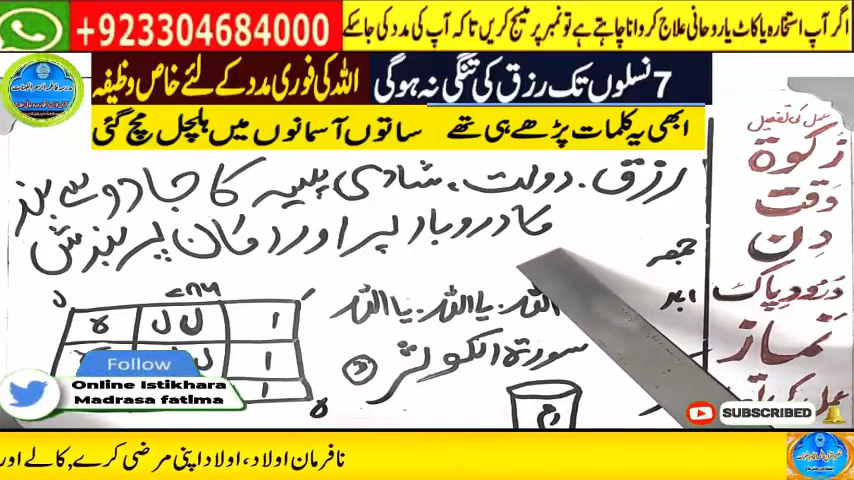 +923304684000
اگر آپ استخارہ یا کاٹ یا روحانی علاج کروانا چاہتے ہے تو نمبر پر میسج کریں تاکہ آپ کی مدد کی جاسکے
7 نسلوں تک رزق کی تنگی نہ ہوگی
اللہ کی فوری مدد کے لئے خاص وظیفہ
ابھی یہ کلمات پڑھے ہی تھے
ساتوں آسمانوں میں ہلچل مچ گئی
عمل کی تفصیل
زکوۃ
وقت
دن
درود پاک
نماز
رزق، دولت، شادی پیسہ کا جادو سے بند
کاروبار پر اور دکان پر بندش
جمعہ
یا اللہ یا اللہ
سورۃ الکوثر
ا
ل ل
ہ
Follow
Online Istikhara
Madrasa fatima
SUBSCRIBED
نافرمان اولاد، اولاد اپنی مرضی کرے، کالے اور